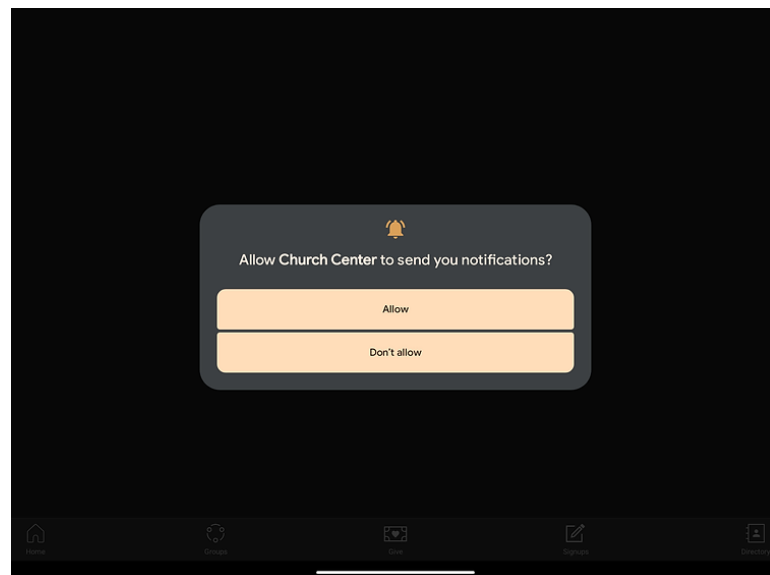 Allow Church Center to send you notifications?
Allow
Don't allow
Home
Groups
Give
Signups
Directory